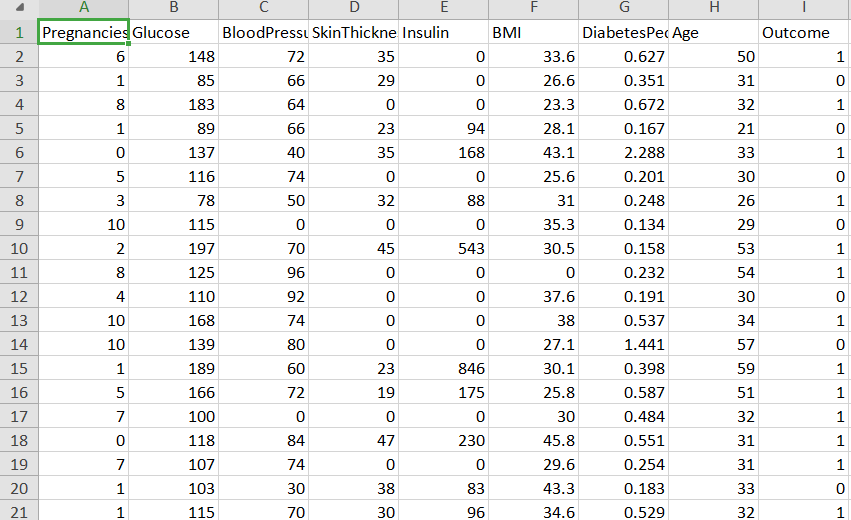 A B C D E F G H I
1 Pregnancies Glucose BloodPressu SkinThickne Insulin BMI DiabetesPed Age Outcome
2 6 148 72 35 0 33.6 0.627 50 1
3 1 85 66 29 0 26.6 0.351 31 0
4 8 183 64 0 0 23.3 0.672 32 1
5 1 89 66 23 94 28.1 0.167 21 0
6 0 137 40 35 168 43.1 2.288 33 1
7 5 116 74 0 0 25.6 0.201 30 0
8 3 78 50 32 88 31 0.248 26 1
9 10 115 0 0 0 35.3 0.134 29 0
10 2 197 70 45 543 30.5 0.158 53 1
11 8 125 96 0 0 0 0.232 54 1
12 4 110 92 0 0 37.6 0.191 30 0
13 10 168 74 0 0 38 0.537 34 1
14 10 139 80 0 0 27.1 1.441 57 0
15 1 189 60 23 846 30.1 0.398 59 1
16 5 166 72 19 175 25.8 0.587 51 1
17 7 100 0 0 0 30 0.484 32 1
18 0 118 84 47 230 45.8 0.551 31 1
19 7 107 74 0 0 29.6 0.254 31 1
20 1 103 30 38 83 43.3 0.183 33 0
21 1 115 70 30 96 34.6 0.529 32 1